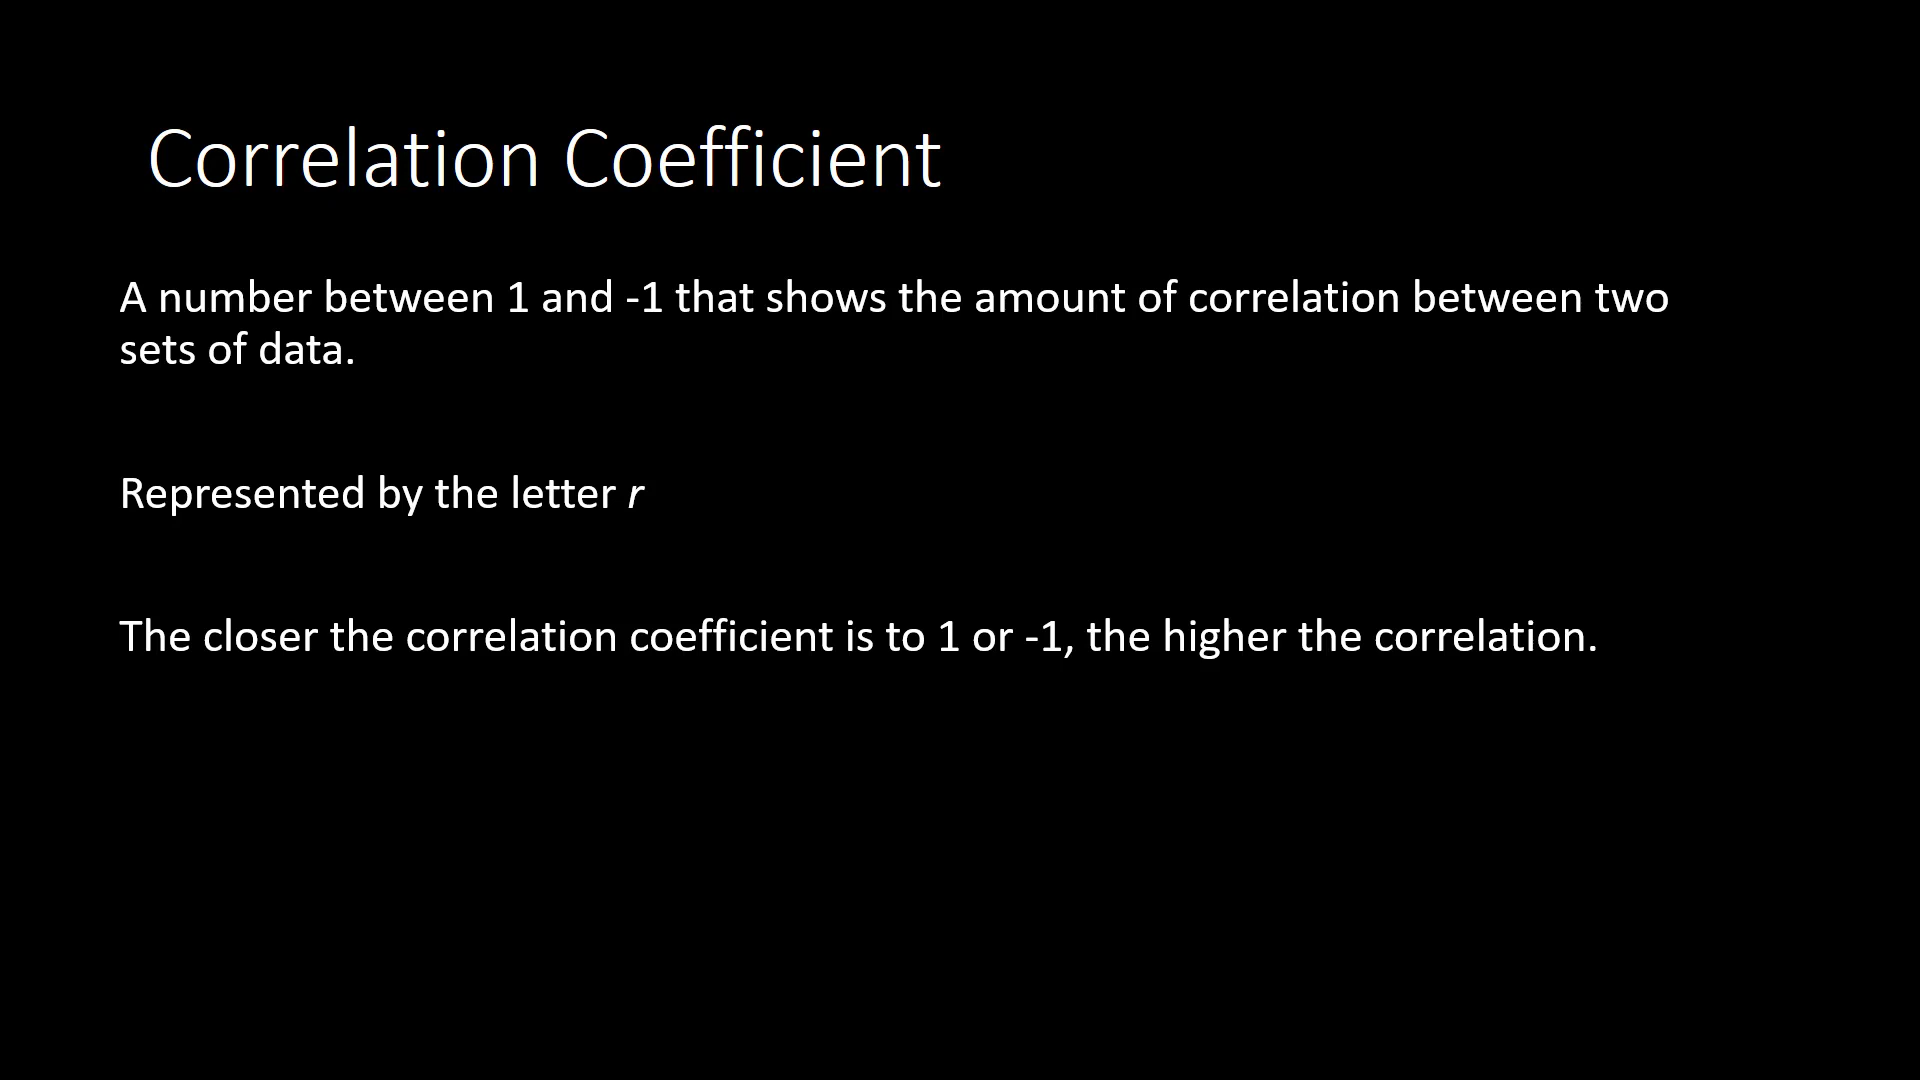 Correlation Coefficient
A number between 1 and -1 that shows the amount of correlation between two
sets of data.
Represented by the letter r
The closer the correlation coefficient is to 1 or -1, the higher the correlation.